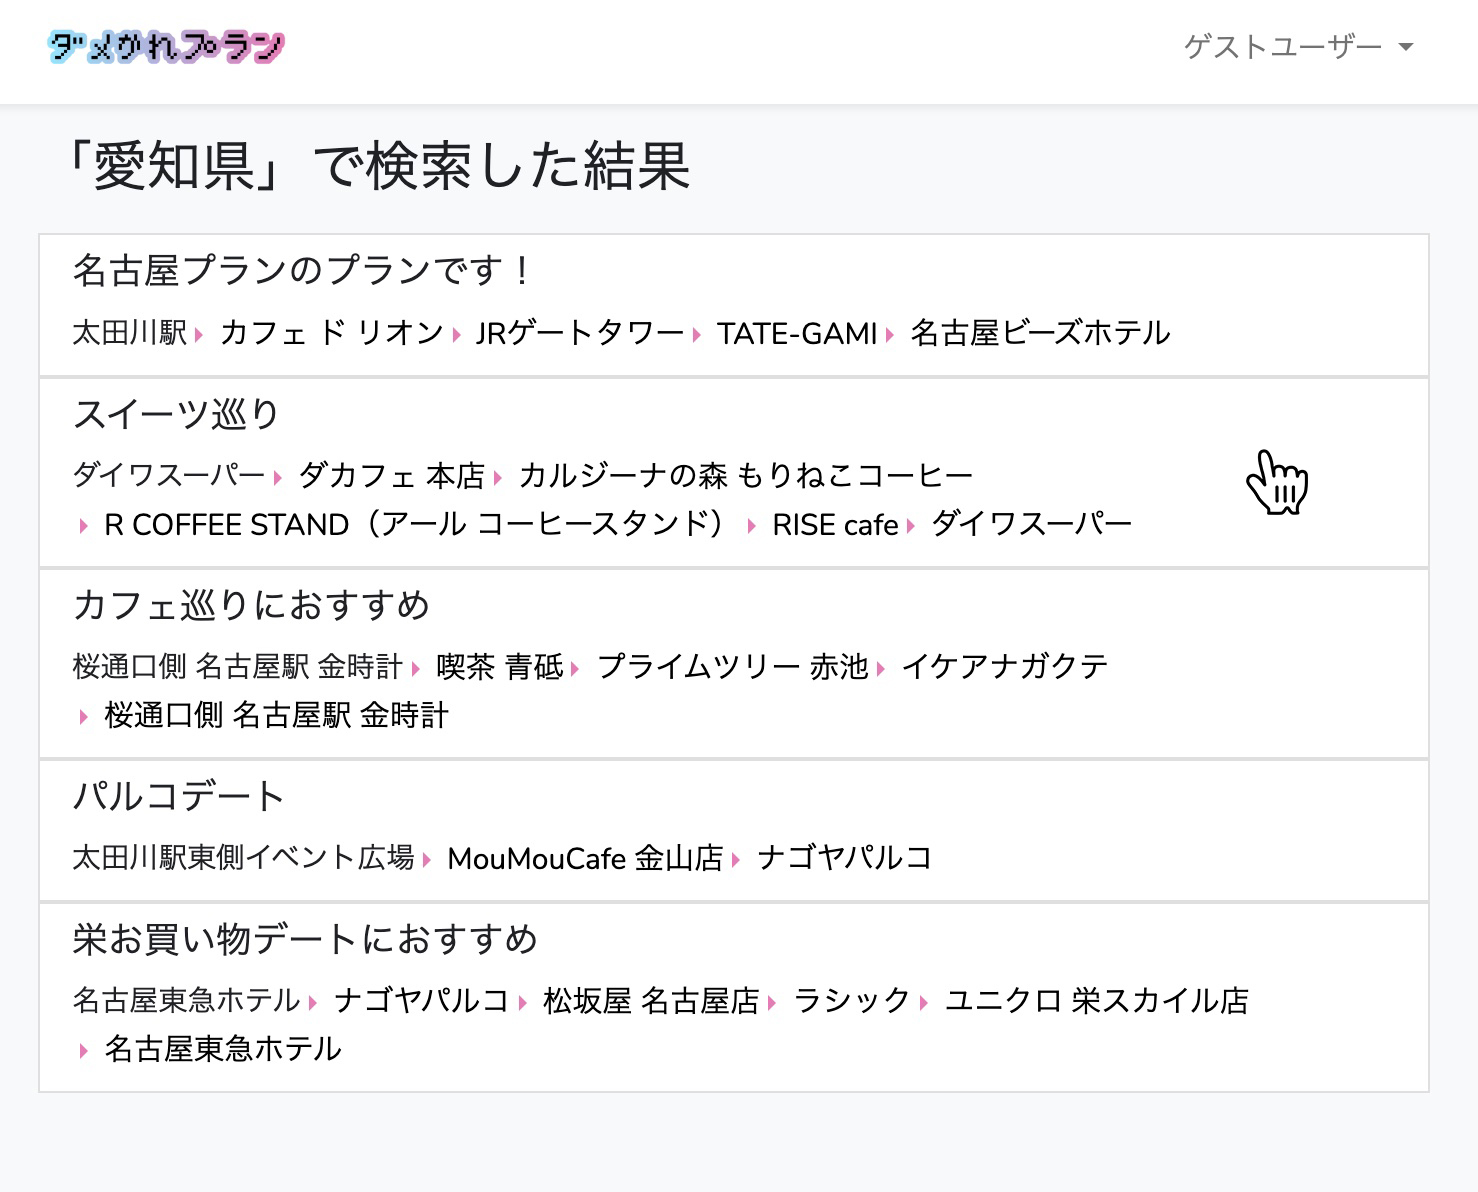 ダメかれプラン
ゲストユーザー
「愛知県」で検索した結果
名古屋プランのプランです！
太田川駅 カフェ ド リオン JRゲートタワー TATE-GAMI 名古屋ビーズホテル
スイーツ巡り
ダイワスーパー ダカフェ 本店 カルジーナの森 もりねこコーヒー
R COFFEE STAND（アール コーヒースタンド） RISE cafe ダイワスーパー
カフェ巡りにおすすめ
桜通口側 名古屋駅 金時計 喫茶 青砥 プライムツリー 赤池 イケアナガクテ
桜通口側 名古屋駅 金時計
パルコデート
太田川駅東側イベント広場 MouMouCafe 金山店 ナゴヤパルコ
栄お買い物デートにおすすめ
名古屋東急ホテル ナゴヤパルコ 松坂屋 名古屋店 ラシック ユニクロ 栄スカイル店
名古屋東急ホテル